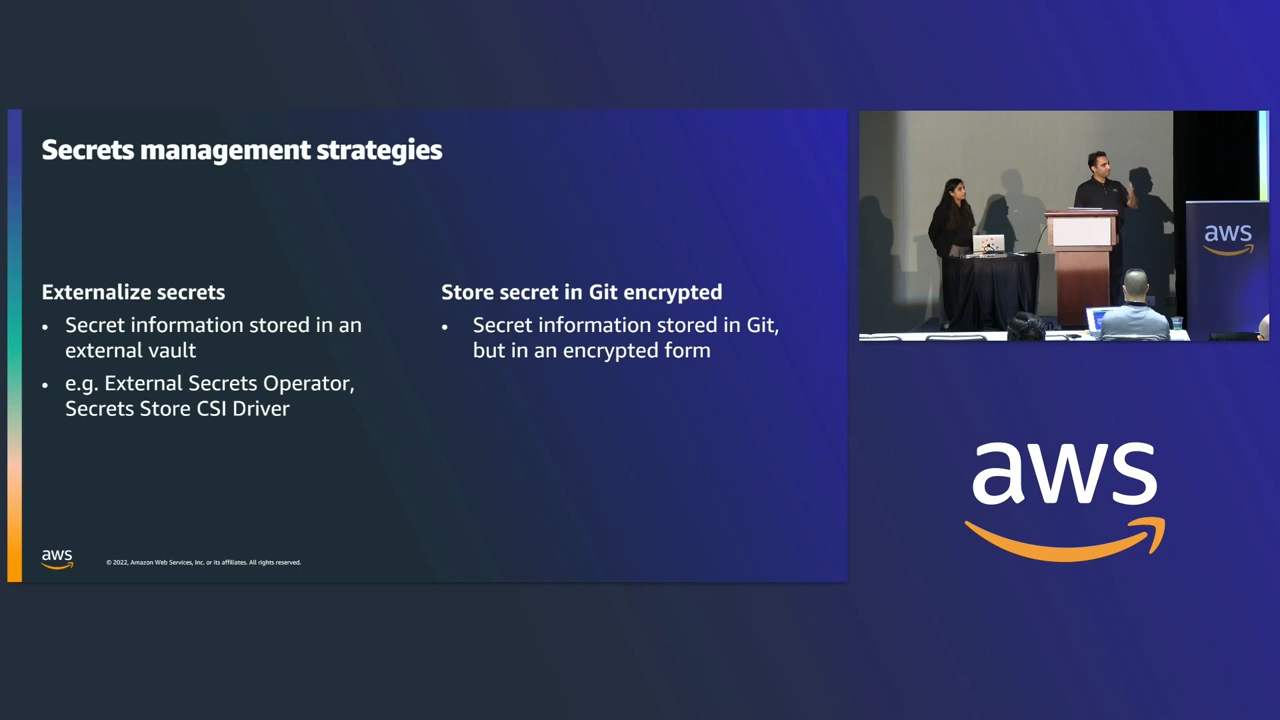 Secrets management strategies
Externalize secrets
• Secret information stored in an
external vault
• e.g. External Secrets Operator,
Secrets Store CSI Driver
Store secret in Git encrypted
• Secret information stored in Git,
but in an encrypted form
aws
© 2022, Amazon Web Services, Inc. or its affiliates. All rights reserved.
aws
aws